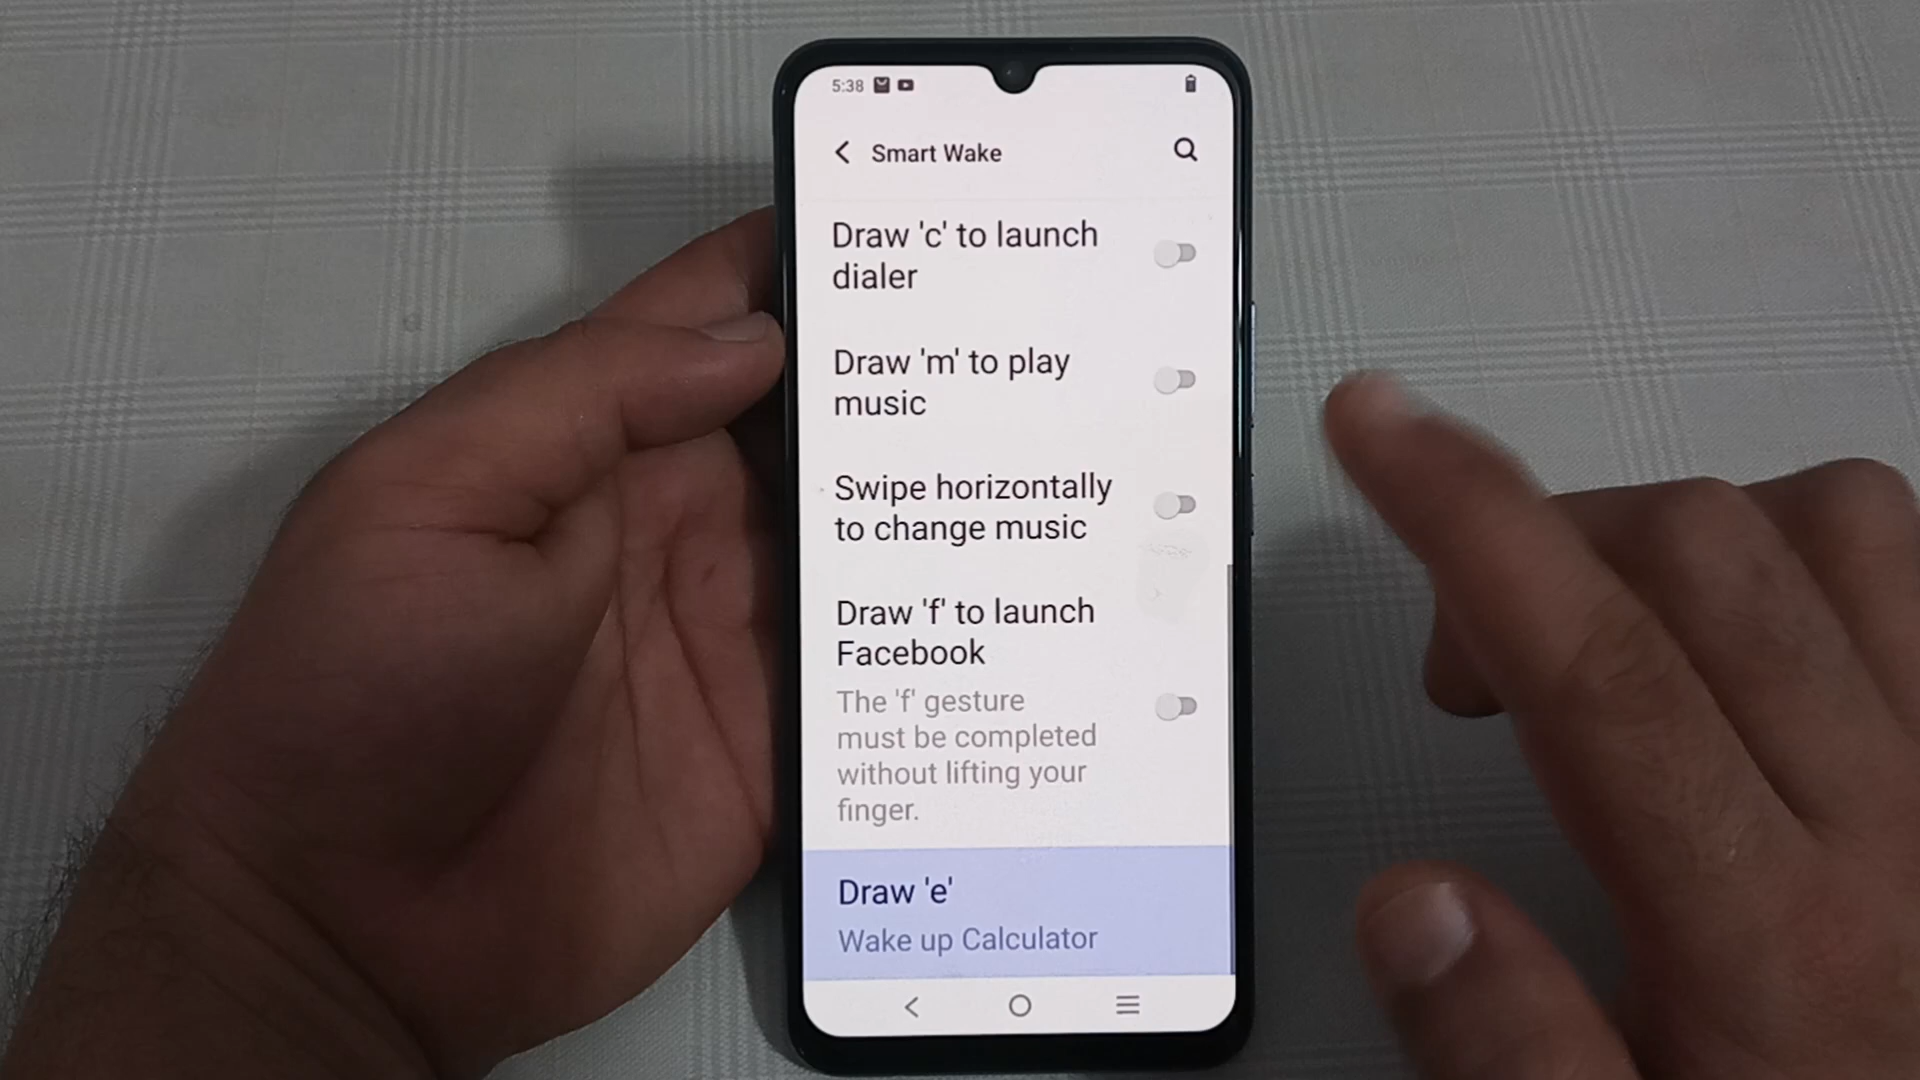 5:38
Smart Wake
Draw 'c' to launch
dialer
Draw 'm' to play
music
Swipe horizontally
to change music
Draw 'f' to launch
Facebook
The 'f' gesture
must be completed
without lifting your
finger.
Draw 'e'
Wake up Calculator